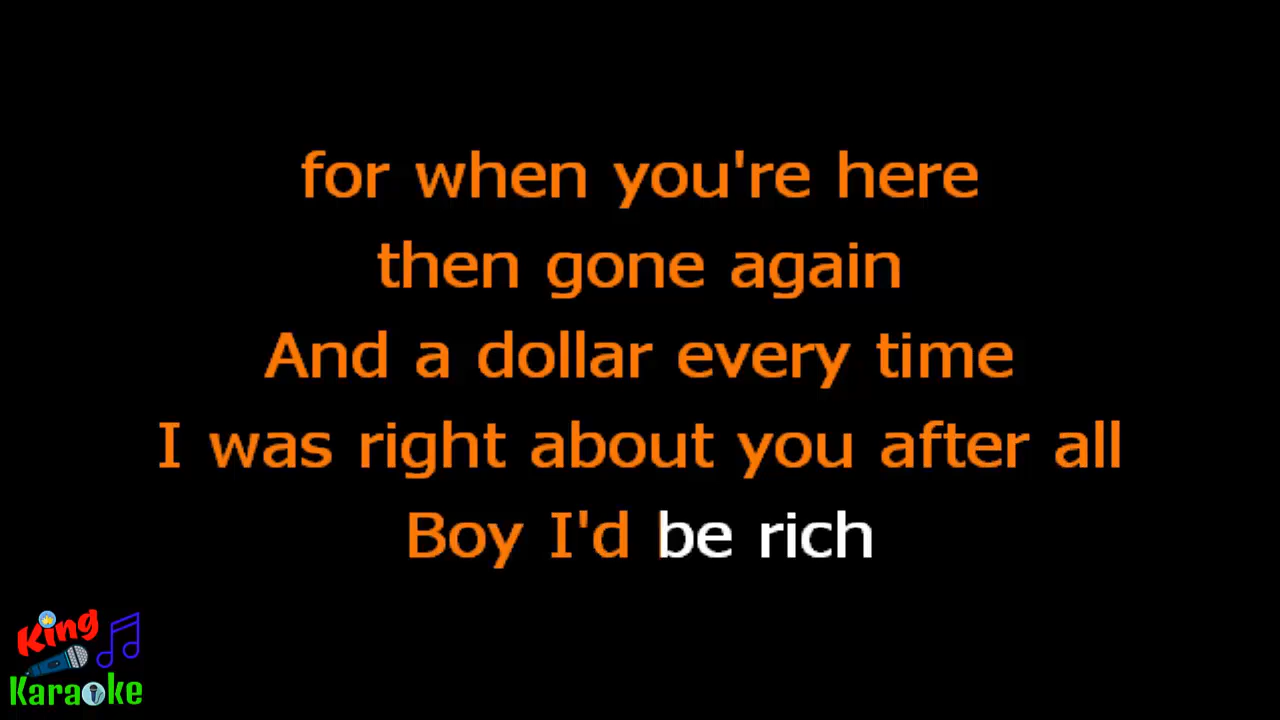 for when you're here
then gone again
And a dollar every time
I was right about you after all
Boy I'd be rich
King
Karaoke